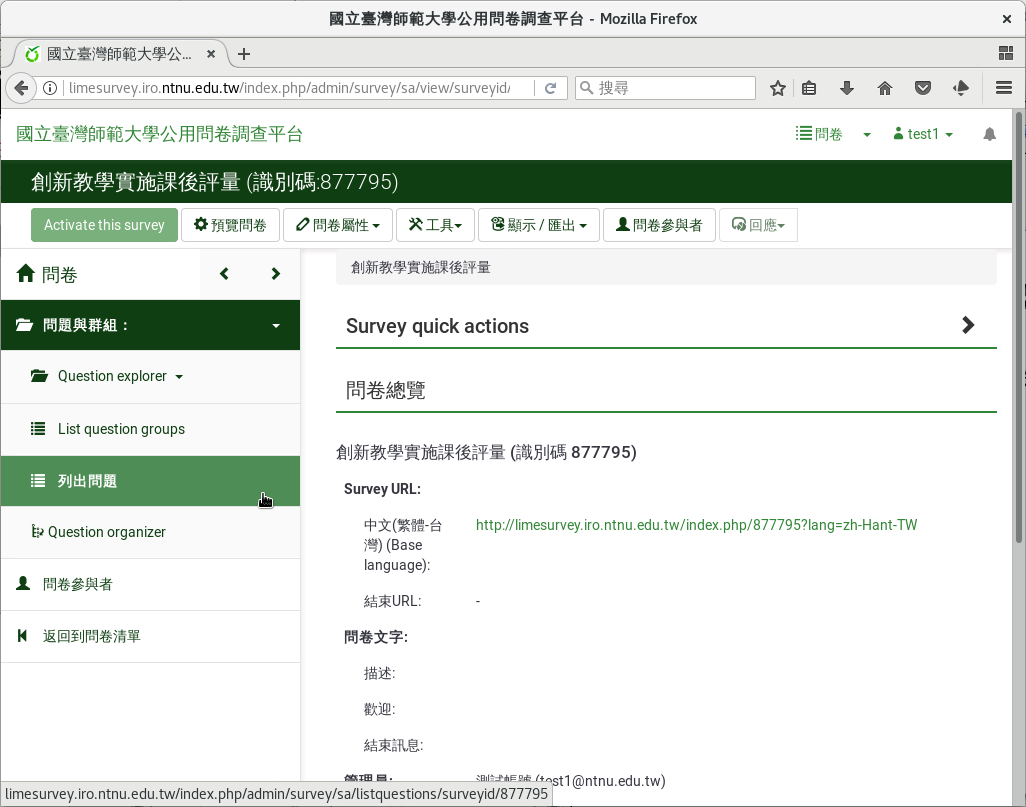 國立臺灣師範大學公用問卷調查平台 - Mozilla Firefox
國立臺灣師範大學公...
limesurvey.iro.ntnu.edu.tw/index.php/admin/survey/sa/view/surveyid/
搜尋
國立臺灣師範大學公用問卷調查平台
問卷
test1
創新教學實施課後評量 (識別碼:877795)
Activate this survey
預覽問卷
問卷屬性
工具
顯示 / 匯出
問卷參與者
回應
問卷
問題與群組：
Question explorer
List question groups
列出問題
Question organizer
問卷參與者
返回到問卷清單
創新教學實施課後評量
Survey quick actions
問卷總覽
創新教學實施課後評量 (識別碼 877795)
Survey URL:
中文(繁體-台
灣) (Base
language):
http://limesurvey.iro.ntnu.edu.tw/index.php/877795?lang=zh-Hant-TW
結束URL:
-
問卷文字:
描述:
歡迎:
結束訊息:
管理員:
測試帳號 (test1@ntnu.edu.tw)
limesurvey.iro.ntnu.edu.tw/index.php/admin/survey/sa/listquestions/surveyid/877795